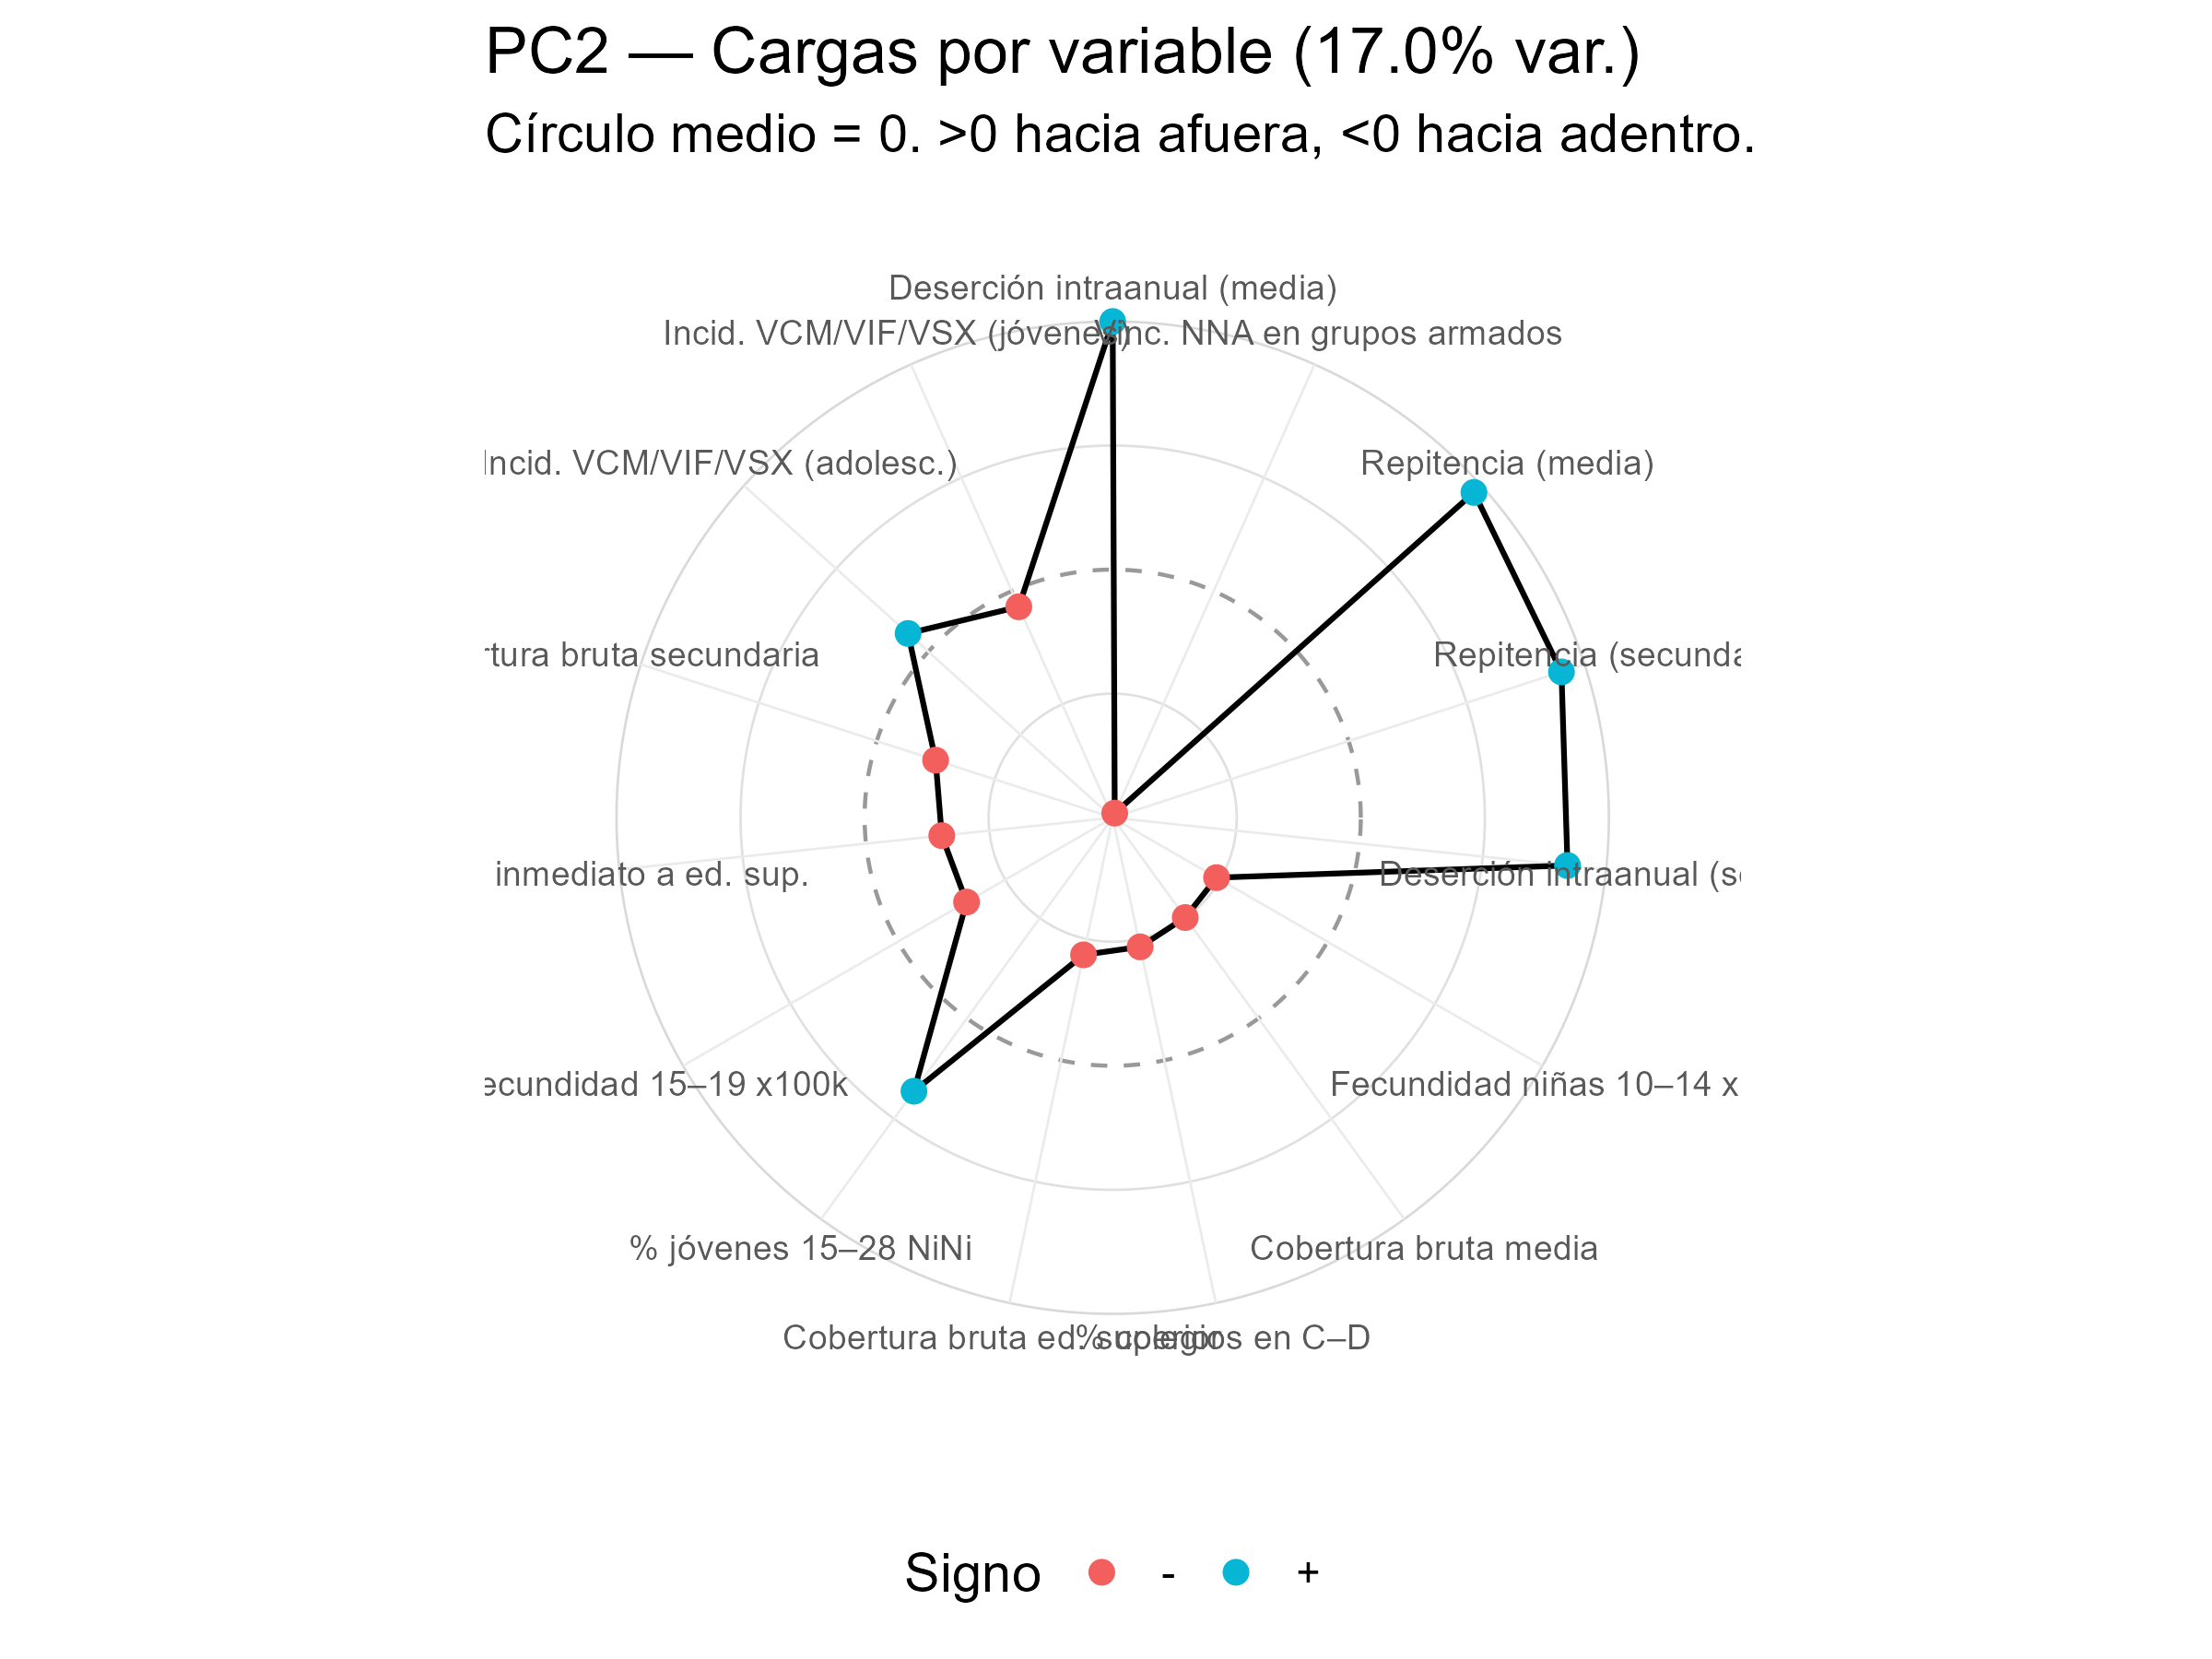 PC2 — Cargas por variable (17.0% var.)
Círculo medio = 0. >0 hacia afuera, <0 hacia adentro.
Deserción intraanual (media)
Incid. VCM/VIF/VSX (jóvenes)
Vinc. NNA en grupos armados
Incid. VCM/VIF/VSX (adolesc.)
Repitencia (media)
rtura bruta secundaria
Repitencia (secunda
inmediato a ed. sup.
Deserción intraanual (se
ecundidad 15–19 x100k
Fecundidad niñas 10–14 x
% jóvenes 15–28 NiNi
Cobertura bruta media
Cobertura bruta ed. superior
% colegios en C–D
Signo - +